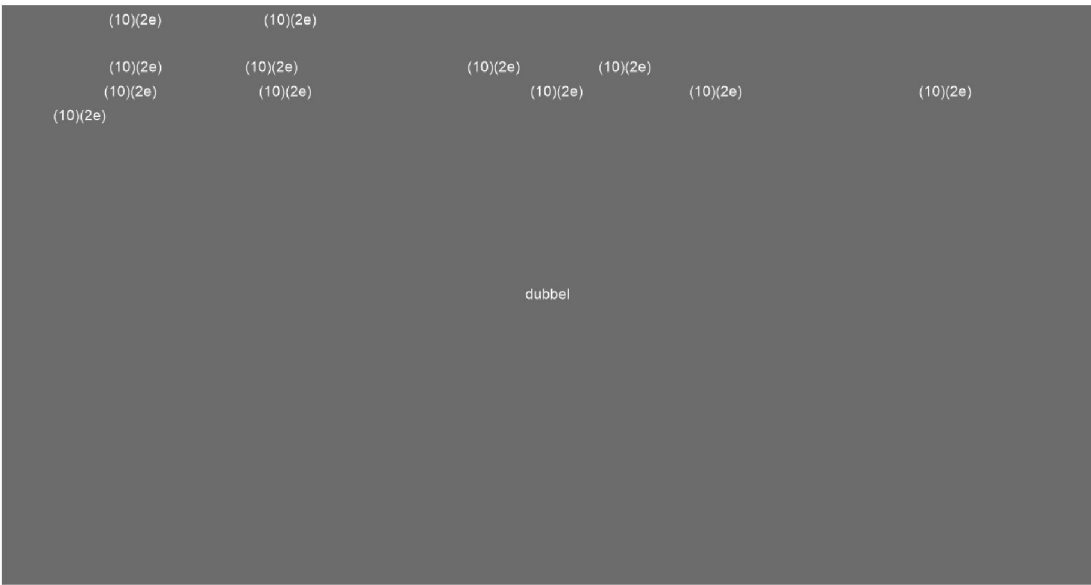 (10)(2e) (10)(2e)
(10)(2e) (10)(2e) (10)(2e) (10)(2e)
(10)(2e) (10)(2e) (10)(2e) (10)(2e) (10)(2e)
(10)(2e)
dubbel